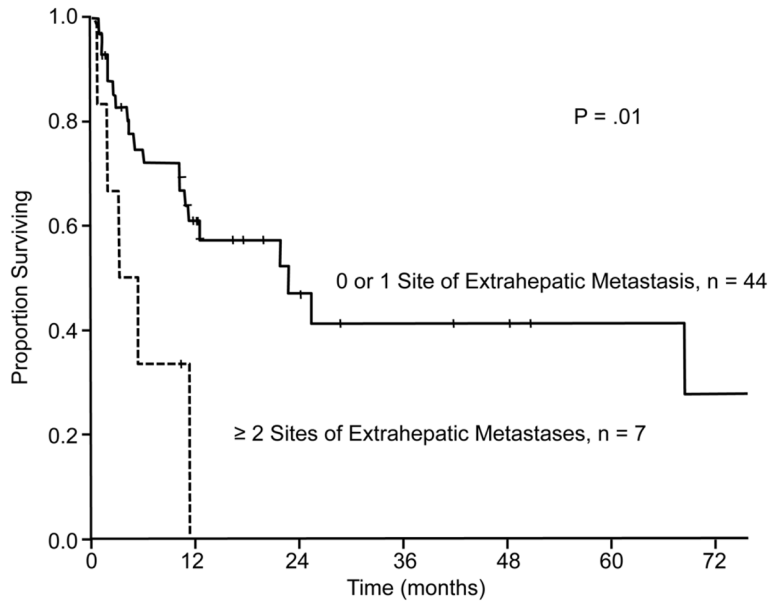 1.0
P = .01
0.8
0.6
0 or 1 Site of Extrahepatic Metastasis, n = 44
0.4
≥ 2 Sites of Extrahepatic Metastases, n = 7
0.2
0.0
Proportion Surviving
0 12 24 36 48 60 72
Time (months)